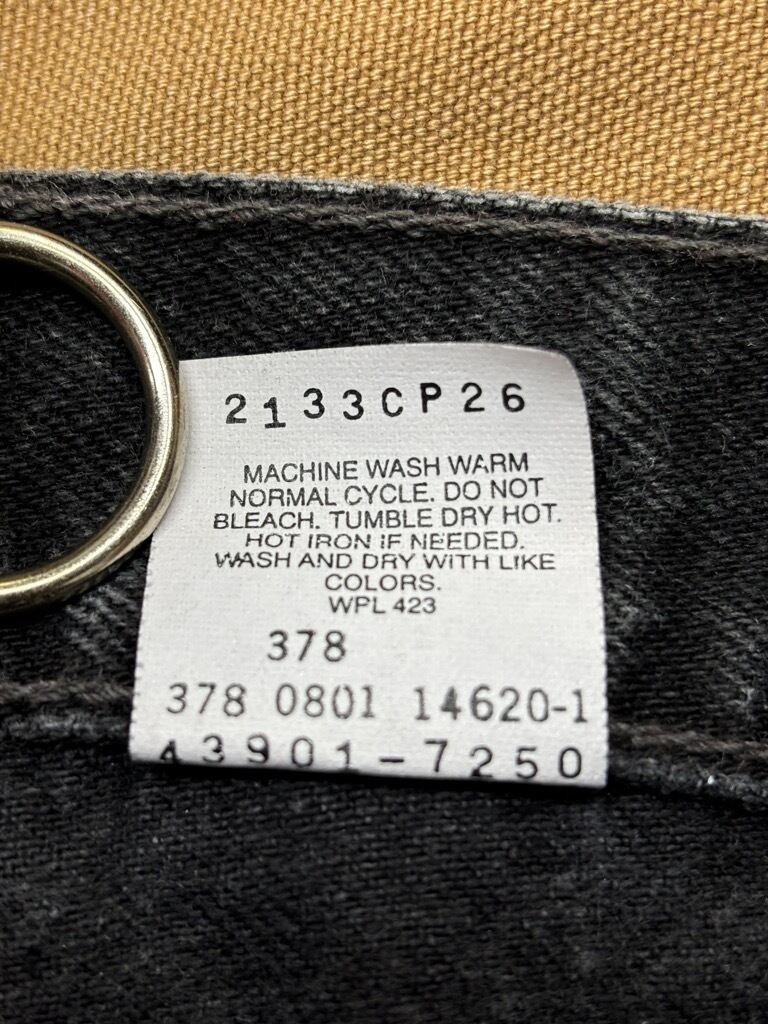 2133CP26
MACHINE WASH WARM
NORMAL CYCLE. DO NOT
BLEACH. TUMBLE DRY HOT.
HOT IRON IF NEEDED.
WASH AND DRY WITH LIKE
COLORS.
WPL 423
378
378 0801 14620-1
43901-7250